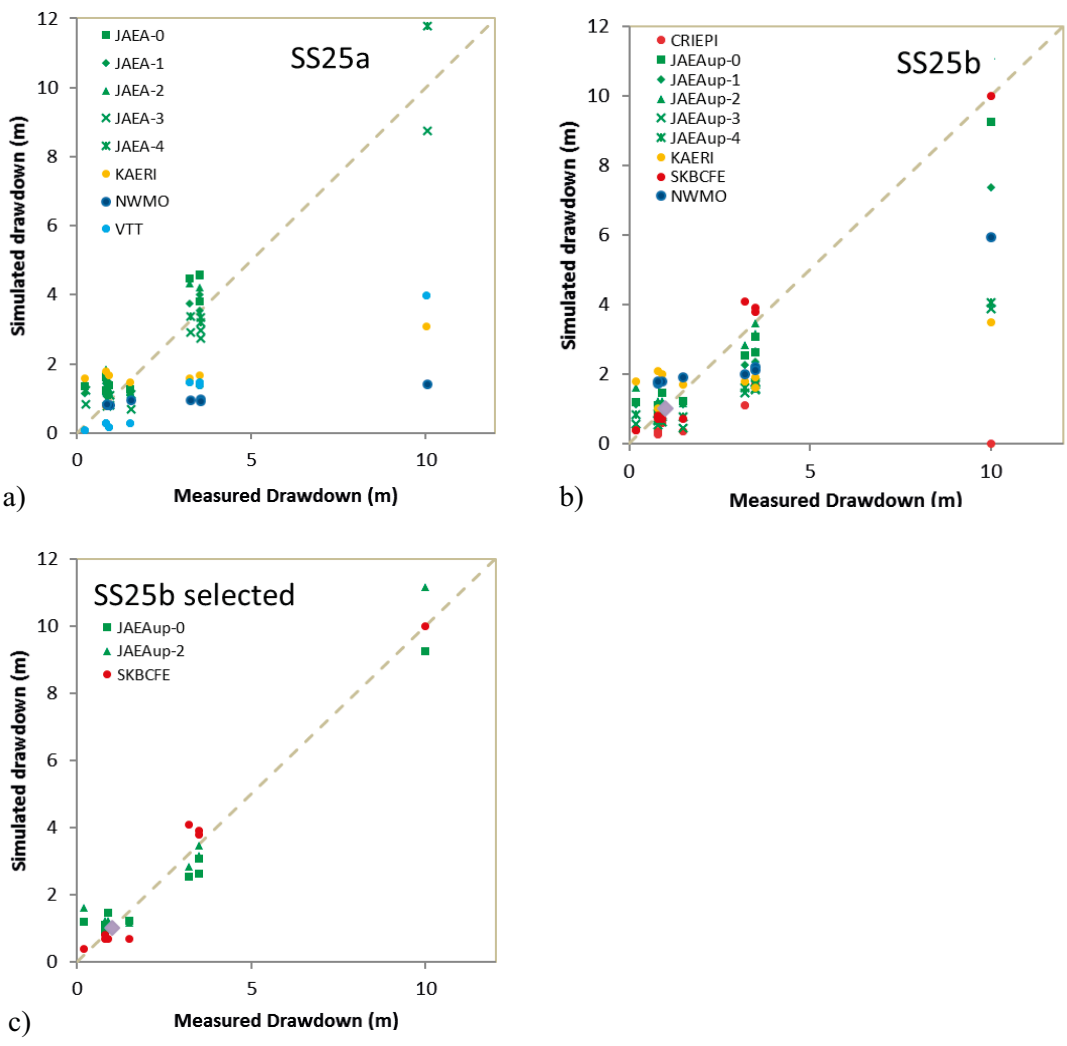 SS25a
JAEA-0
JAEA-1
JAEA-2
JAEA-3
JAEA-4
KAERI
NWMO
VTT
Simulated drawdown (m)
12
10
8
6
4
2
0
0 5 10
Measured Drawdown (m)
a)
SS25b
CRIEPI
JAEAup-0
JAEAup-1
JAEAup-2
JAEAup-3
JAEAup-4
KAERI
SKBCFE
NWMO
Simulated drawdown (m)
12
10
8
6
4
2
0
0 5 10
Measured Drawdown (m)
b)
SS25b selected
JAEAup-0
JAEAup-2
SKBCFE
Simulated drawdown (m)
12
10
8
6
4
2
0
0 5 10
Measured Drawdown (m)
c)